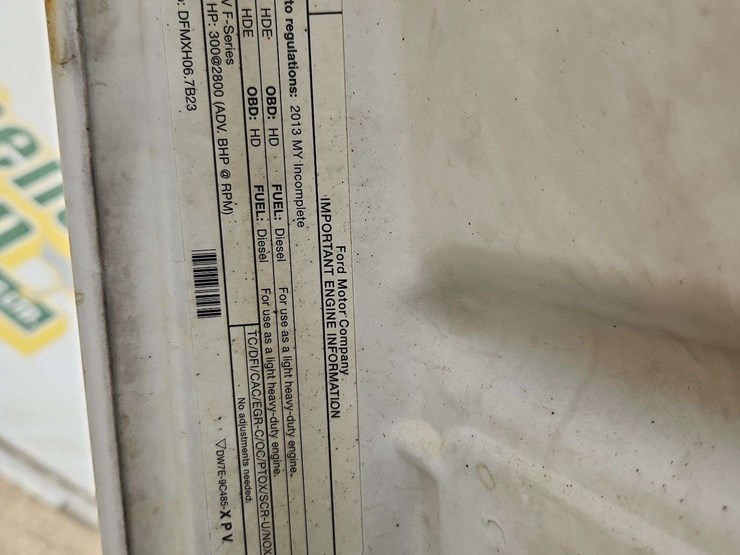 Ford Motor Company
IMPORTANT ENGINE INFORMATION
to regulations: 2013 MY Incomplete
HDE OBD: HD FUEL: Diesel For use as a light heavy-duty engine.
HDE OBD: HD FUEL: Diesel For use as a light heavy-duty engine.
F-Series TC/DFI/CAC/EGR-C/OC/PTOX/SCR-U/NOX
HP: 300@2800 (ADV. BHP @ RPM) No adjustments needed.
: DFMXH06.7B23 DW7E-9C485-X P V